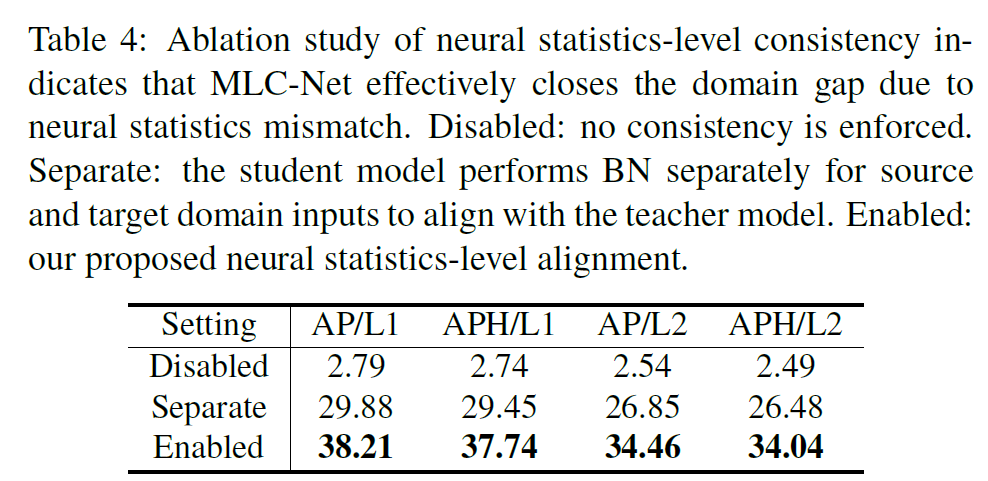 Table 4: Ablation study of neural statistics-level consistency in-
dicates that MLC-Net effectively closes the domain gap due to
neural statistics mismatch. Disabled: no consistency is enforced.
Separate: the student model performs BN separately for source
and target domain inputs to align with the teacher model. Enabled:
our proposed neural statistics-level alignment.
Setting AP/L1 APH/L1 AP/L2 APH/L2
Disabled 2.79 2.74 2.54 2.49
Separate 29.88 29.45 26.85 26.48
Enabled 38.21 37.74 34.46 34.04